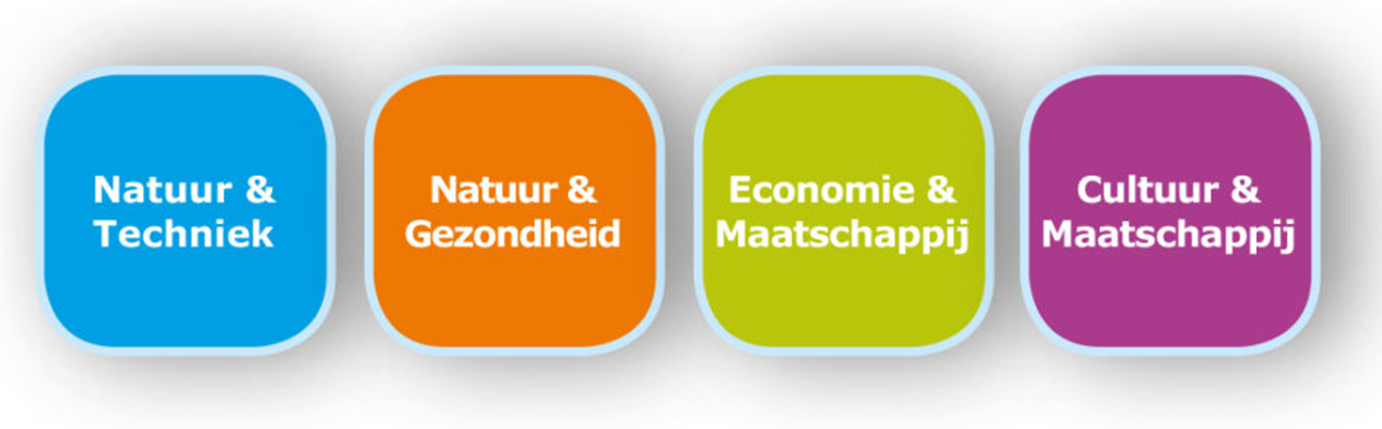 Natuur &
Techniek
Natuur &
Gezondheid
Economie &
Maatschappij
Cultuur &
Maatschappij